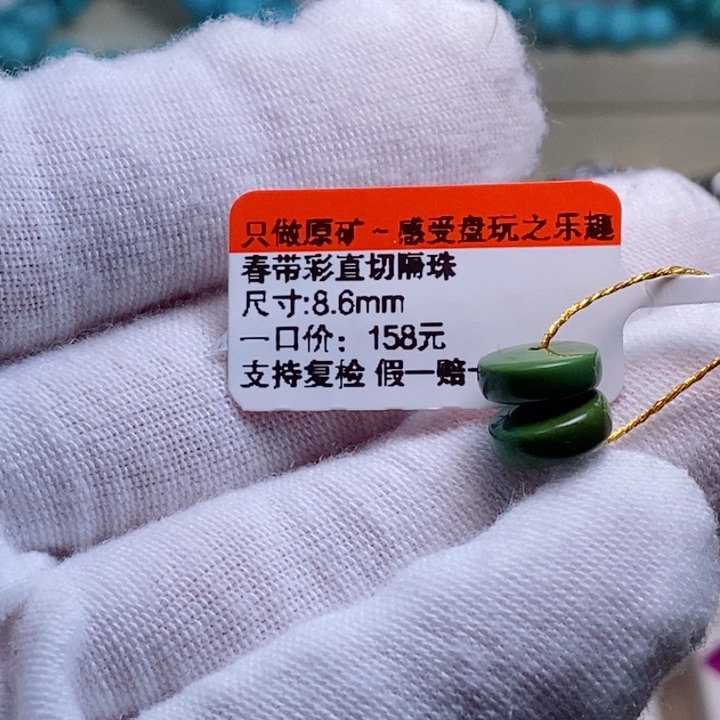 只做原矿~感受盘玩之乐趣
春带彩直切隔珠
尺寸:8.6mm
一口价：158元
支持复检 假一赔